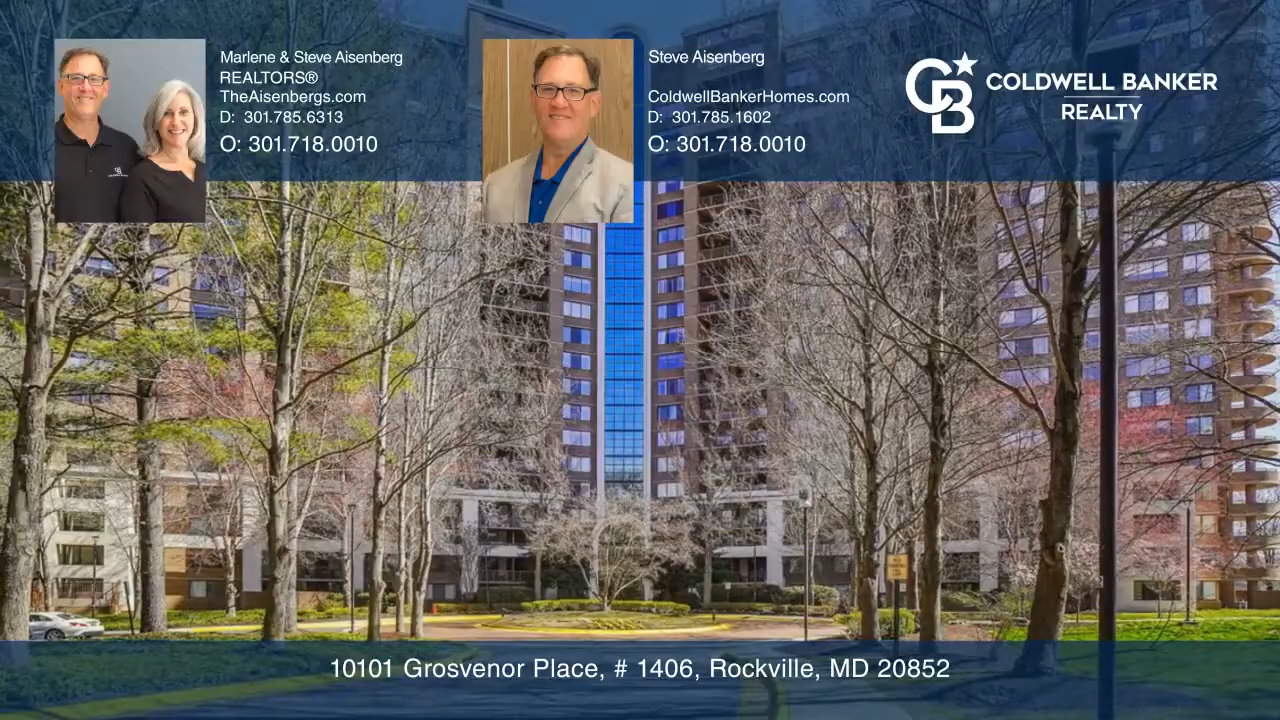 Marlene & Steve Aisenberg
REALTORS®
TheAisenbergs.com
D: 301.785.6313
O: 301.718.0010
Steve Aisenberg
ColdwellBankerHomes.com
D: 301.785.1602
O: 301.718.0010
CB
COLDWELL BANKER
REALTY
10101 Grosvenor Place, # 1406, Rockville, MD 20852